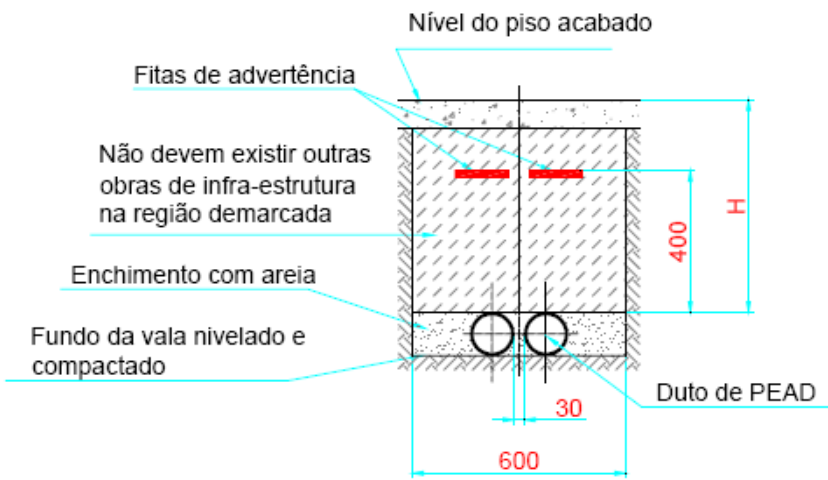 Nível do piso acabado
Fitas de advertência
Não devem existir outras
obras de infra-estrutura
na região demarcada
H
400
Enchimento com areia
Fundo da vala nivelado e
compactado
Duto de PEAD
30
600